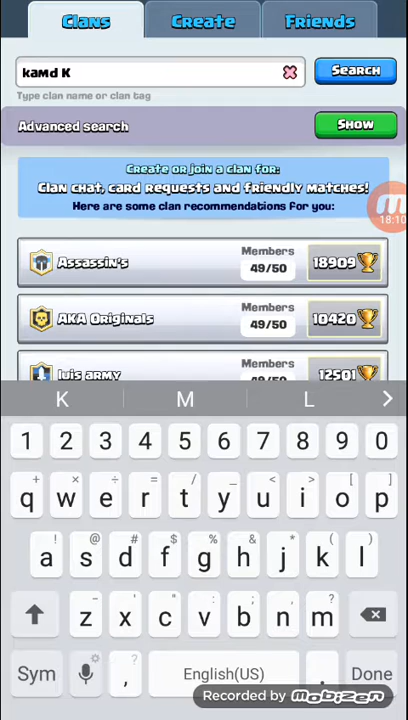 Clans Create Friends
kamd K Search
Type clan name or clan tag
Advanced search Show
Create or join a clan for:
Clan chat, card requests and friendly matches!
Here are some clan recommendations for you:
Assassin's Members 49/50 18909
AKA Originals Members 49/50 10420
luis army Members 12501
18:10
K M L
1 2 3 4 5 6 7 8 9 0
q w e r t y u i o p
a s d f g h j k l
z x c v b n m
Sym , English(US) . Done
Recorded by mobizen